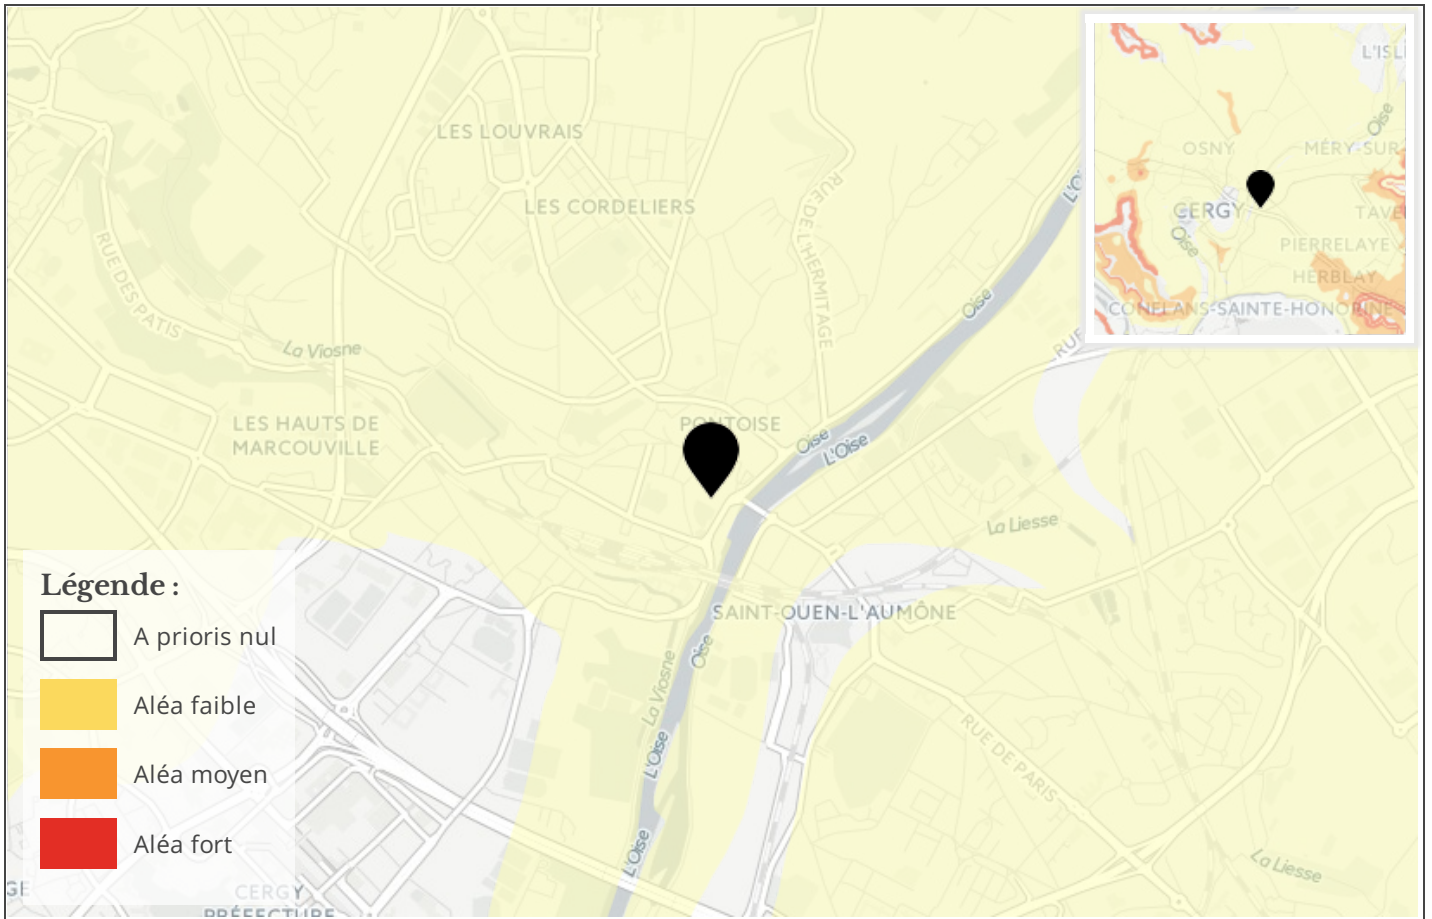 LES LOUVRAIS
LES CORDELIERS
RUE DE L'HERMITAGE
RUE DES PATIS
La Viosne
LES HAUTS DE
MARCOUVILLE
PONTOISE
L'O
Oise
Oise
L'Oise
RUE
La Liesse
SAINT-OUEN-L'AUMÔNE
Oise
La Viosne
L'Oise
L'Oise
RUE DE PARIS
La Liesse
GE
CERGY
PRÉFECTURE
Légende :
A prioris nul
Aléa faible
Aléa moyen
Aléa fort
L'ISL
Oise
OSNY
MÉRY-SUR
CERGY
TAVE
Oise
PIERRELAYE
HERBLAY
CONFLANS-SAINTE-HONORINE